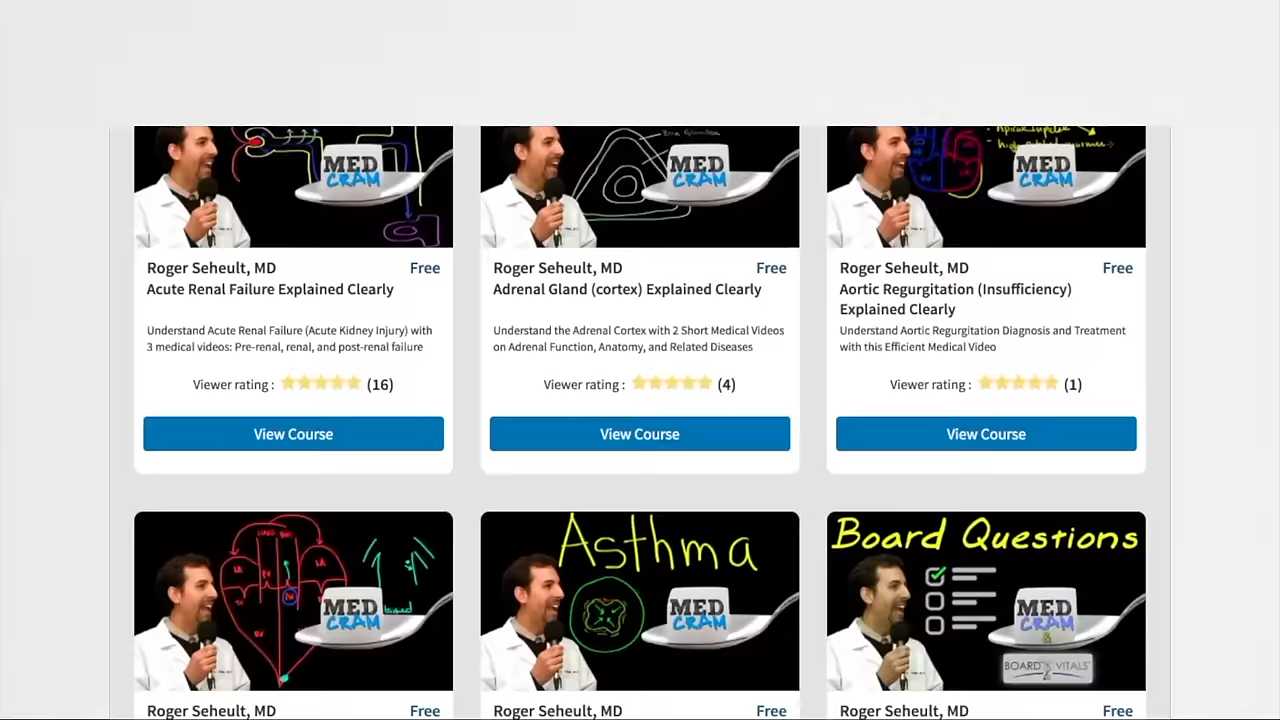 MED
CRAM
MED
CRAM
MED
CRAM
Roger Seheult, MD Free
Acute Renal Failure Explained Clearly
Understand Acute Renal Failure (Acute Kidney Injury) with
3 medical videos: Pre-renal, renal, and post-renal failure
Viewer rating : (16)
View Course
Roger Seheult, MD Free
Adrenal Gland (cortex) Explained Clearly
Understand the Adrenal Cortex with 2 Short Medical Videos
on Adrenal Function, Anatomy, and Related Diseases
Viewer rating : (4)
View Course
Roger Seheult, MD Free
Aortic Regurgitation (Insufficiency)
Explained Clearly
Understand Aortic Regurgitation Diagnosis and Treatment
with this Efficient Medical Video
Viewer rating : (1)
View Course
MED
CRAM
Roger Seheult, MD Free
Asthma
MED
CRAM
Roger Seheult, MD Free
Board Questions
MED
CRAM
&
BOARD VITALS
Roger Seheult, MD Free